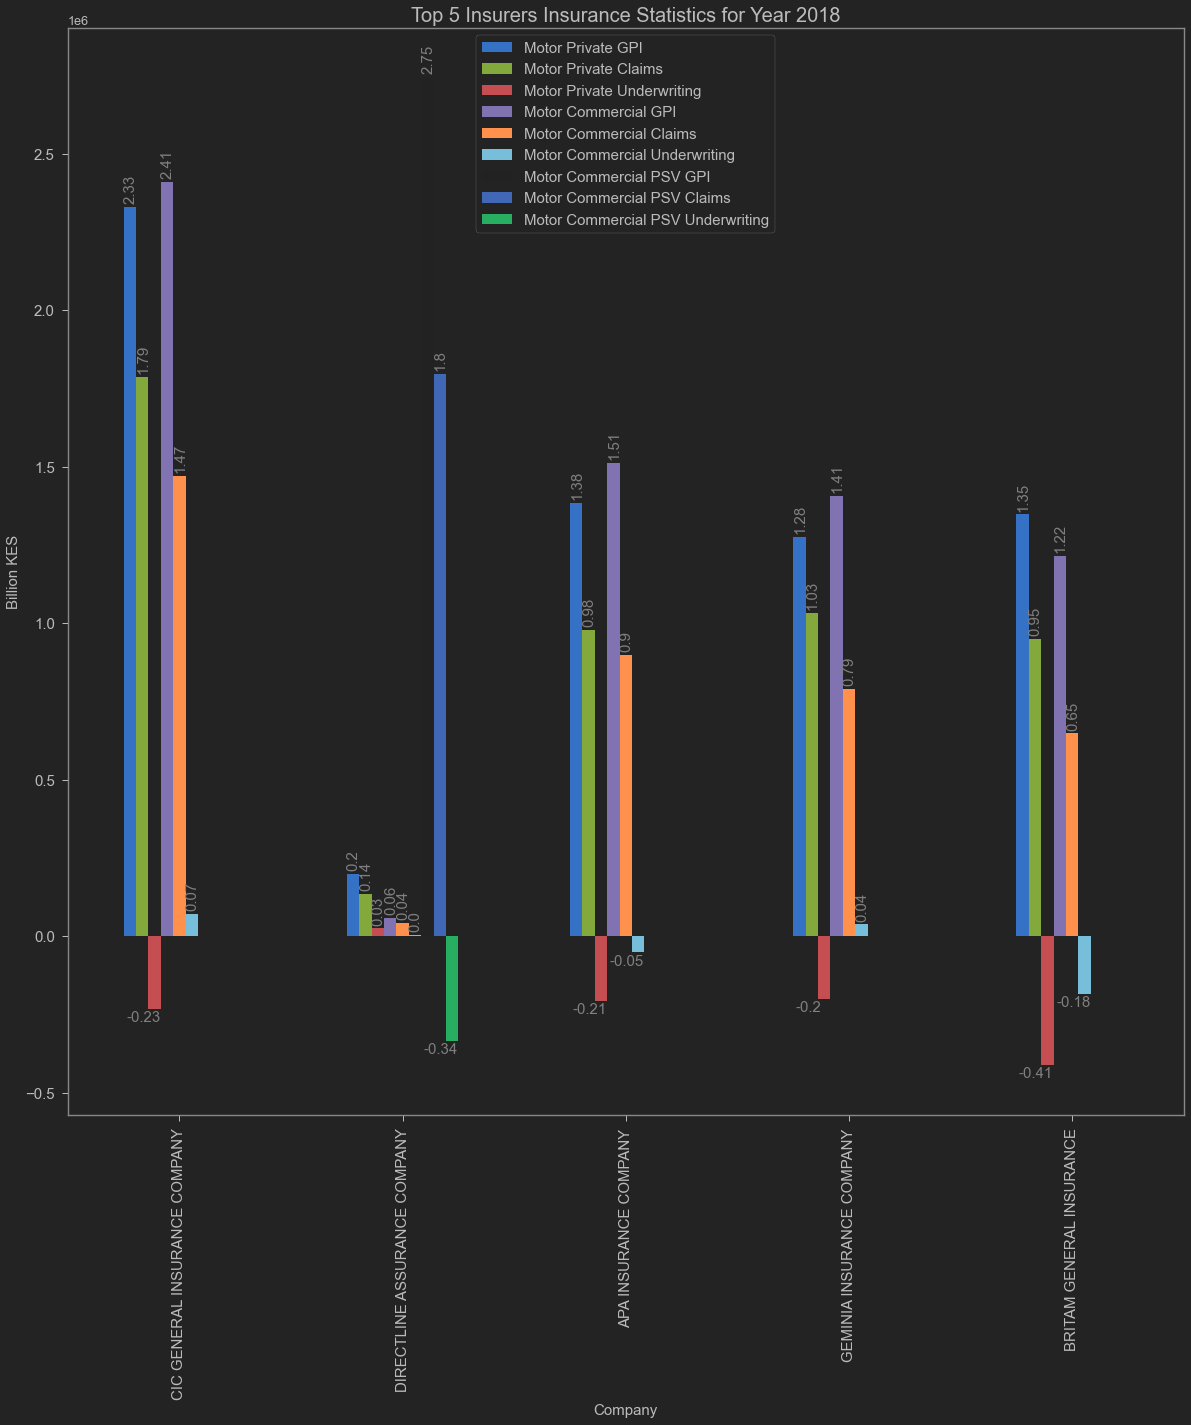 Top 5 Insurers Insurance Statistics for Year 2018
1e6
Motor Private GPI
Motor Private Claims
Motor Private Underwriting
Motor Commercial GPI
Motor Commercial Claims
Motor Commercial Underwriting
Motor Commercial PSV GPI
Motor Commercial PSV Claims
Motor Commercial PSV Underwriting
Billion KES
2.5
2.0
1.5
1.0
0.5
0.0
−0.5
2.33
1.79
-0.23
2.41
1.47
0.07
0.2
0.14
0.03
0.06
0.04
0.0
2.75
1.8
-0.34
1.38
0.98
-0.21
1.51
0.9
-0.05
1.28
1.03
-0.2
1.41
0.79
0.04
1.35
0.95
-0.41
1.22
0.65
-0.18
CIC GENERAL INSURANCE COMPANY
DIRECTLINE ASSURANCE COMPANY
APA INSURANCE COMPANY
GEMINIA INSURANCE COMPANY
BRITAM GENERAL INSURANCE
Company